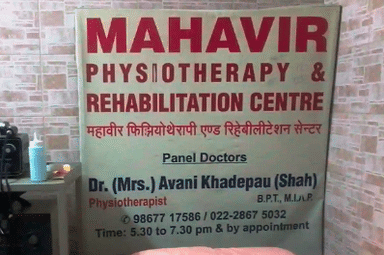 MAHAVIR
PHYSIOTHERAPY &
REHABILITATION CENTRE
महावीर फिझियोथेरापी एण्ड रिहेबीलीटेशन सेन्टर
Panel Doctors
Dr. (Mrs.) Avani Khadepau (Shah)
Physiotherapist B.P.T., M.I.A.P.
✆ 98677 17586 / 022-2867 5032
Time: 5.30 to 7.30 pm & by appointment